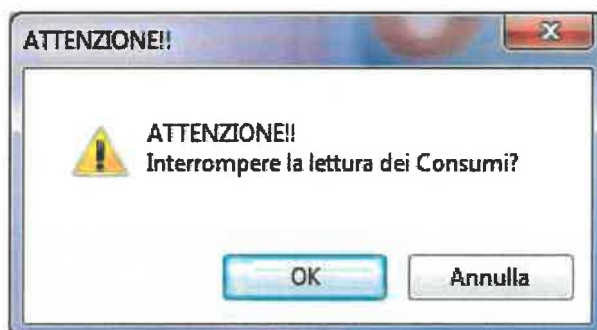 ATTENZIONE!!
ATTENZIONE!!
Interrompere la lettura dei Consumi?
OK
Annulla